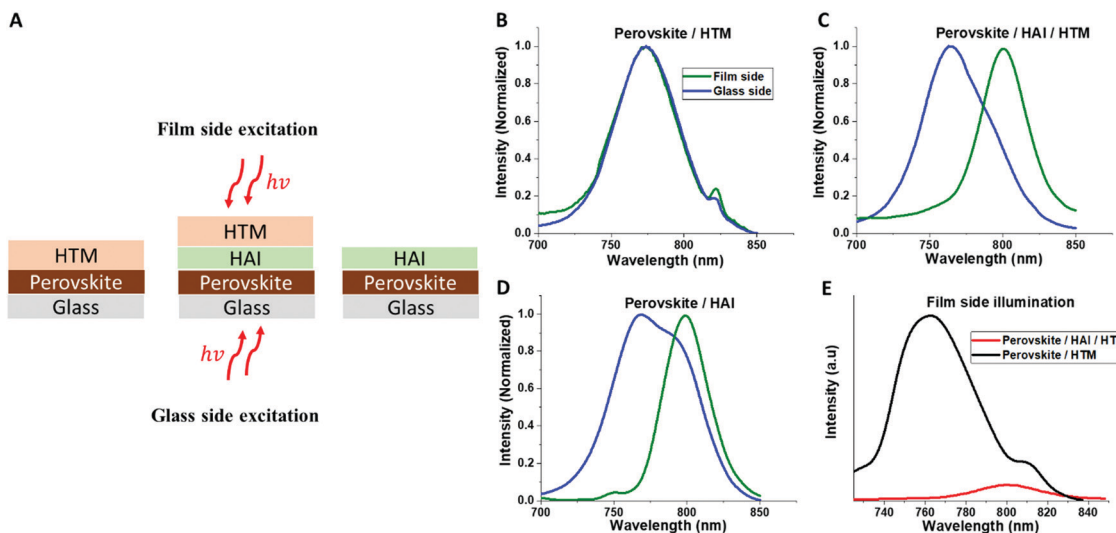 A
Film side excitation
hν
HTM
HAI
Perovskite
Glass
HTM
Perovskite
Glass
HAI
Perovskite
Glass
hν
Glass side excitation
B
Perovskite / HTM
Film side
Glass side
Intensity (Normalized)
1.0
0.8
0.6
0.4
0.2
0.0
700
750
800
850
Wavelength (nm)
C
Perovskite / HAI / HTM
Intensity (Normalized)
1.0
0.8
0.6
0.4
0.2
0.0
700
750
800
850
Wavelength (nm)
D
Perovskite / HAI
Intensity (Normalized)
1.0
0.8
0.6
0.4
0.2
0.0
700
750
800
850
Wavelength (nm)
E
Film side illumination
Perovskite / HAI / HT
Perovskite / HTM
Intensity (a.u)
740
760
780
800
820
840
Wavelength (nm)